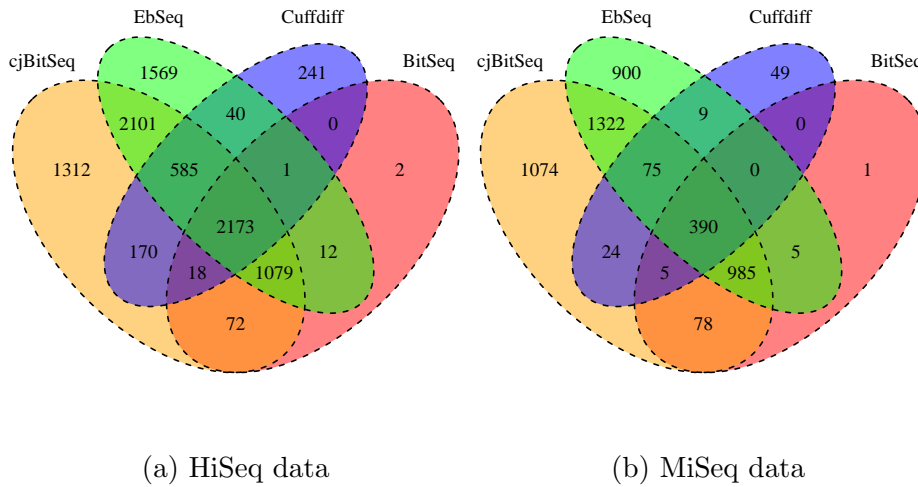 EbSeq Cuffdiff
cjBitSeq BitSeq
1569 241
2101 40 0
1312 585 1 2
2173
170 12
18 1079
72
(a) HiSeq data
EbSeq Cuffdiff
cjBitSeq BitSeq
900 49
1322 9 0
1074 75 0 1
390
24 5
5 985
78
(b) MiSeq data